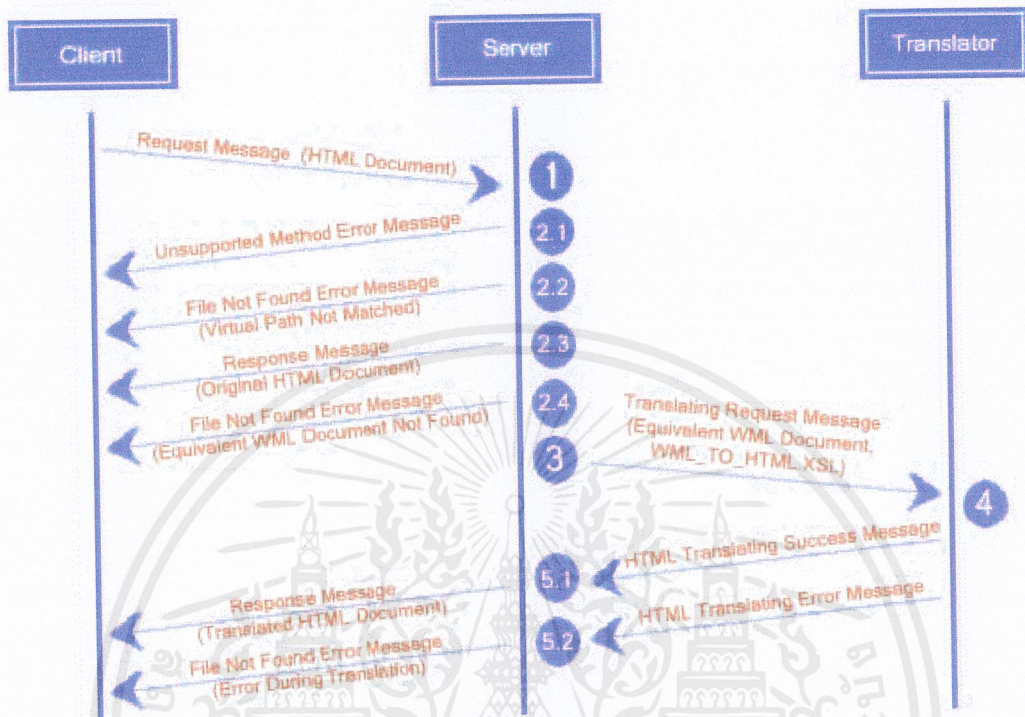 Client
Server
Translator
Request Message (HTML Document)
1
Unsupported Method Error Message
2.1
File Not Found Error Message
(Virtual Path Not Matched)
2.2
Response Message
(Original HTML Document)
2.3
File Not Found Error Message
(Equivalent WML Document Not Found)
2.4
Translating Request Message
(Equivalent WML Document,
WML_TO_HTML.XSL)
3
4
HTML Translating Success Message
5.1
Response Message
(Translated HTML Document)
HTML Translating Error Message
5.2
File Not Found Error Message
(Error During Translation)